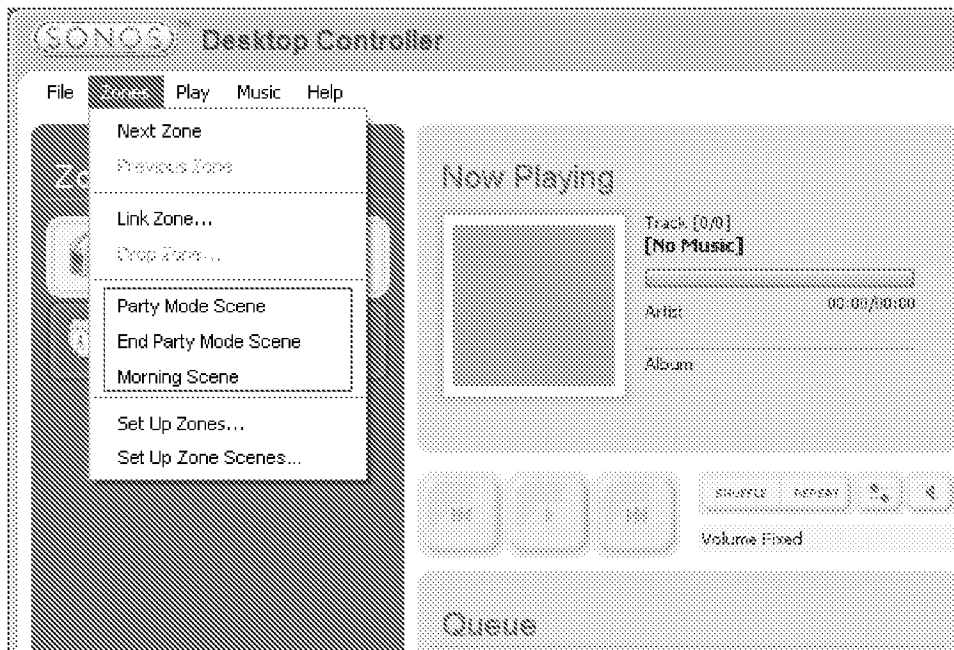 SONOS Desktop Controller
File Zones Play Music Help
Next Zone
Previous Zone
Link Zone...
Drop Zone...
Party Mode Scene
End Party Mode Scene
Morning Scene
Set Up Zones...
Set Up Zone Scenes...
Zo
Now Playing
Track [0/0]
[No Music]
00:00/00:00
Artist
Album
SHUFFLE REPEAT
Volume Fixed
Queue